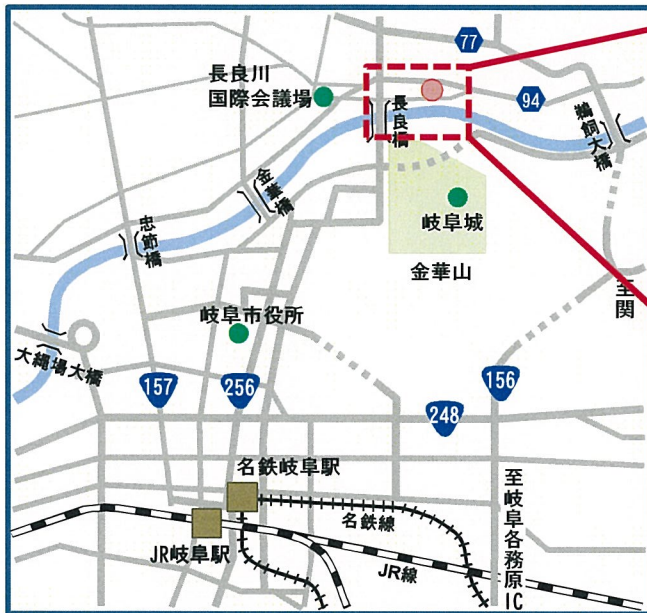 77
長良川
国際会議場
94
長良橋
鵜飼大橋
金華橋
岐阜城
忠節橋
金華山
至関
岐阜市役所
大縄場大橋
157
256
156
248
名鉄岐阜駅
名鉄線
至岐阜各務原IC
JR岐阜駅
JR線